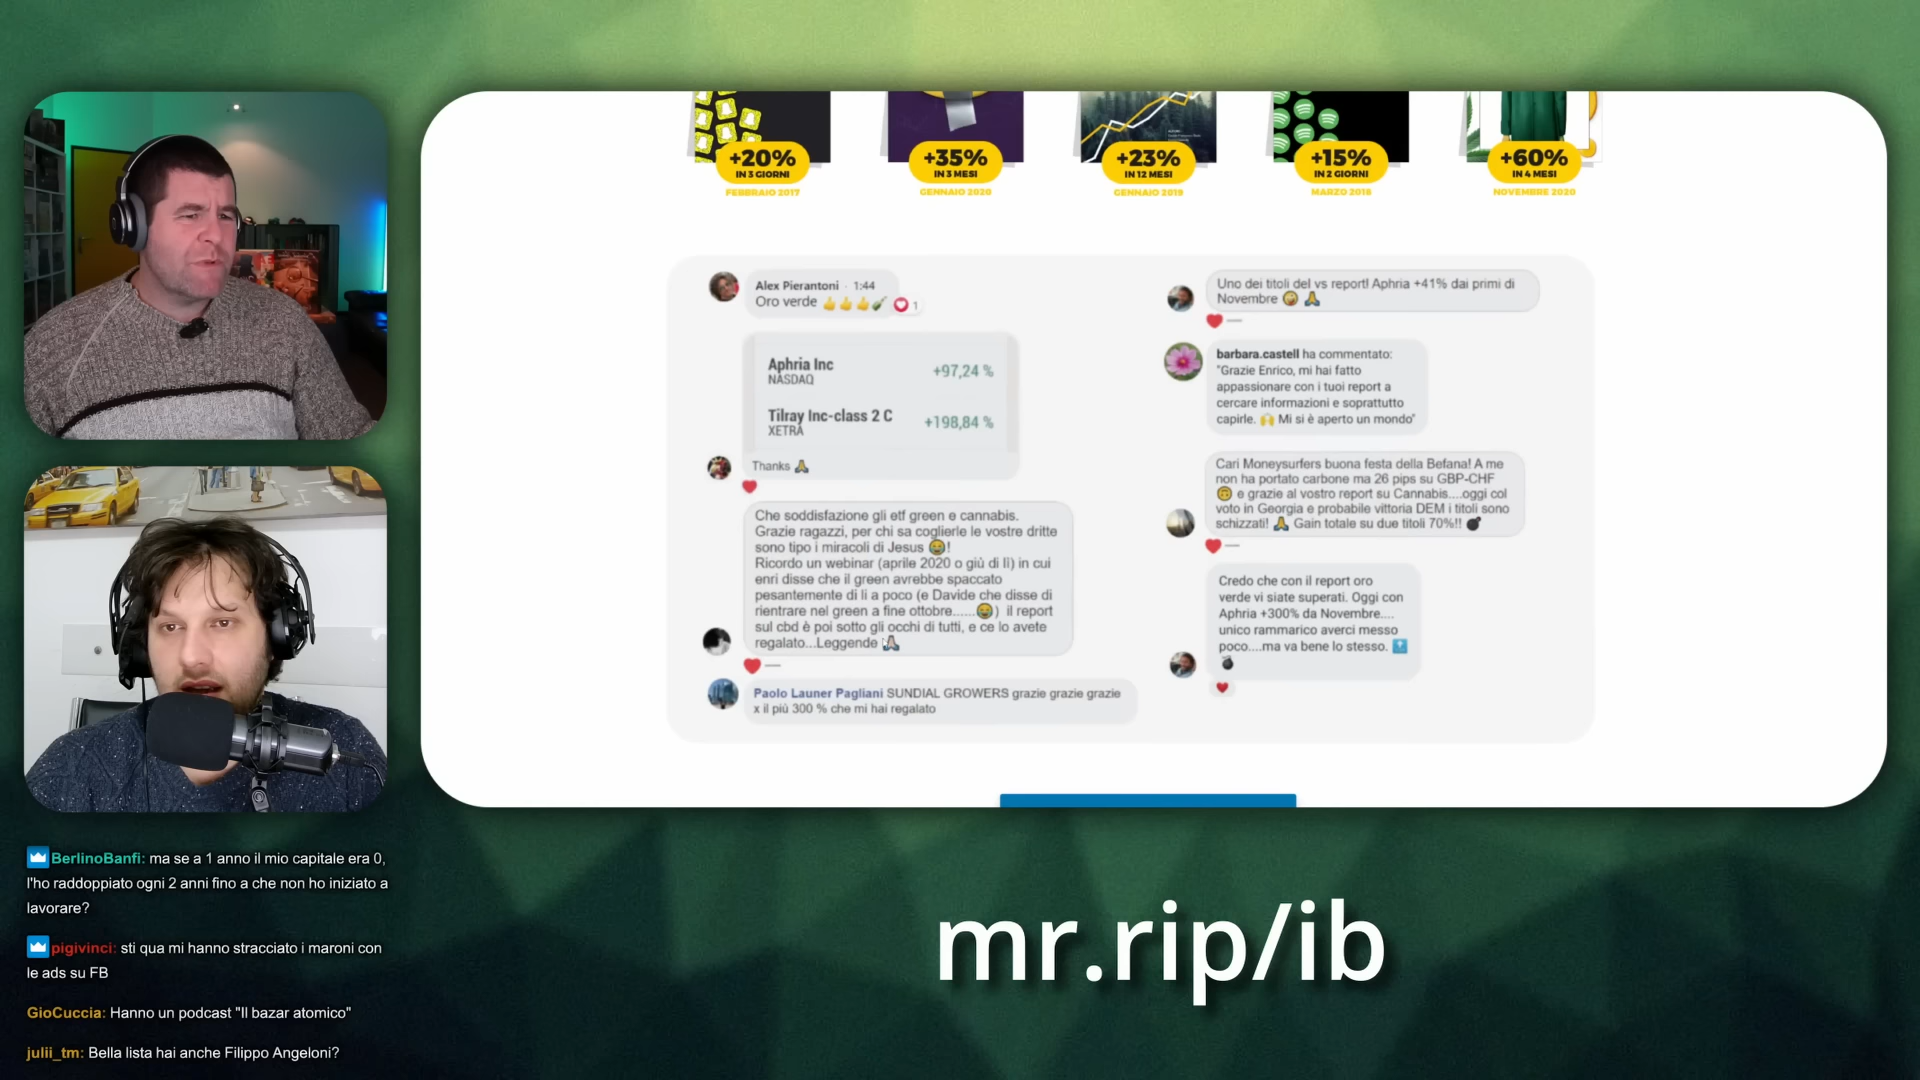 +20%
IN 3 GIORNI
FEBBRAIO 2017
+35%
IN 3 MESI
GENNAIO 2020
+23%
IN 12 MESI
GENNAIO 2019
+15%
IN 2 GIORNI
MARZO 2018
+60%
IN 4 MESI
NOVEMBRE 2020
Alex Pierantoni · 1:44
Oro verde 👍👍👍🍾 1
Aphria Inc
NASDAQ
+97,24 %
Tilray Inc-class 2 C
XETRA
+198,84 %
Thanks 🙏
Che soddisfazione gli etf green e cannabis.
Grazie ragazzi, per chi sa coglierle le vostre dritte
sono tipo i miracoli di Jesus 😂!
Ricordo un webinar (aprile 2020 o giù di lì) in cui
enri disse che il green avrebbe spaccato
pesantemente di li a poco (e Davide che disse di
rientrare nel green a fine ottobre......😂) il report
sul cbd è poi sotto gli occhi di tutti, e ce lo avete
regalato...Leggende 🙏
Paolo Launer Pagliani SUNDIAL GROWERS grazie grazie grazie
x il più 300 % che mi hai regalato
Uno dei titoli del vs report! Aphria +41% dai primi di
Novembre 😜 🙏
barbara.castell ha commentato:
"Grazie Enrico, mi hai fatto
appassionare con i tuoi report a
cercare informazioni e soprattutto
capirle. 🙌 Mi si è aperto un mondo"
Cari Moneysurfers buona festa della Befana! A me
non ha portato carbone ma 26 pips su GBP-CHF
🙃 e grazie al vostro report su Cannabis....oggi col
voto in Georgia e probabile vittoria DEM i titoli sono
schizzati! 🙏 Gain totale su due titoli 70%!! 💣
Credo che con il report oro
verde vi siate superati. Oggi con
Aphria +300% da Novembre....
unico rammarico averci messo
poco....ma va bene lo stesso. ⬆️
💣
BerlinoBanfi: ma se a 1 anno il mio capitale era 0,
l'ho raddoppiato ogni 2 anni fino a che non ho iniziato a
lavorare?
pigivinci: sti qua mi hanno stracciato i maroni con
le ads su FB
GioCuccia: Hanno un podcast "Il bazar atomico"
julii_tm: Bella lista hai anche Filippo Angeloni?
mr.rip/ib